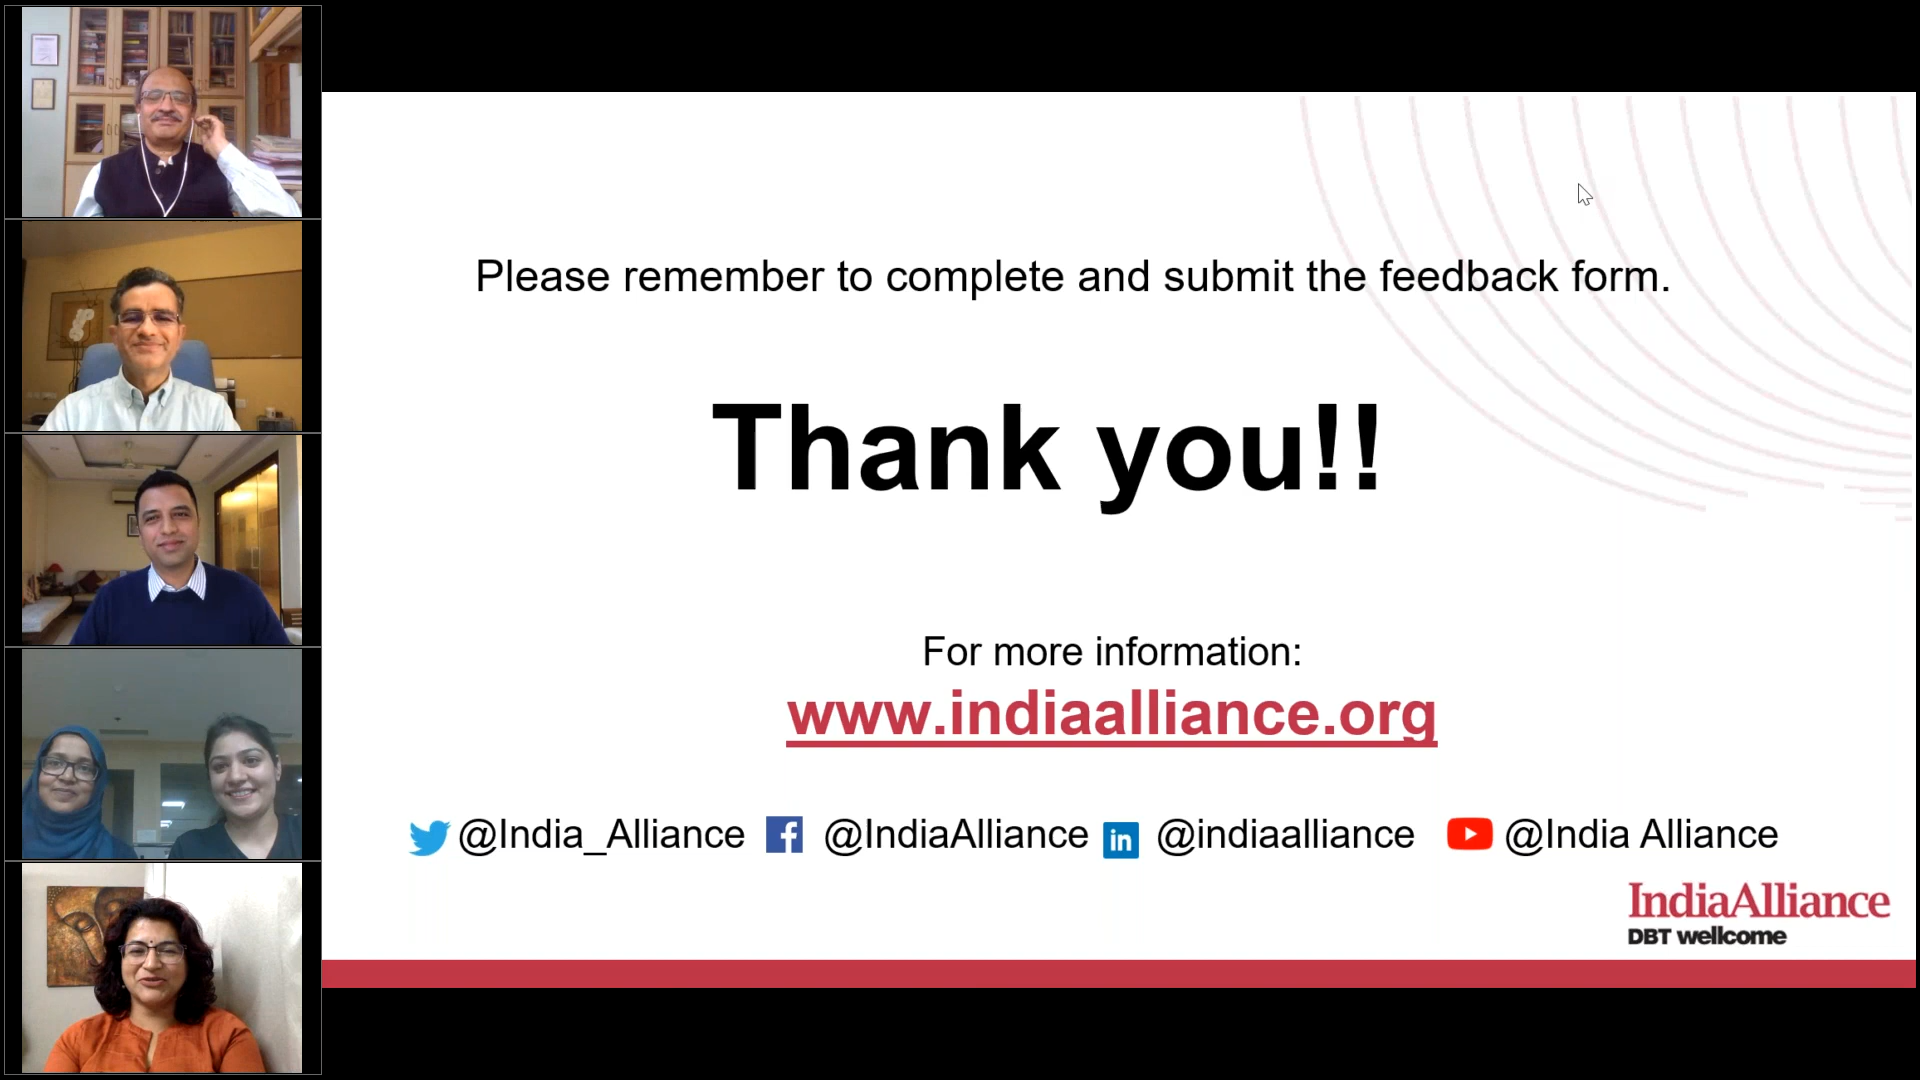 Please remember to complete and submit the feedback form.
Thank you!!
For more information:
www.indiaalliance.org
@India_Alliance @IndiaAlliance @indiaalliance @India Alliance
IndiaAlliance
DBT wellcome